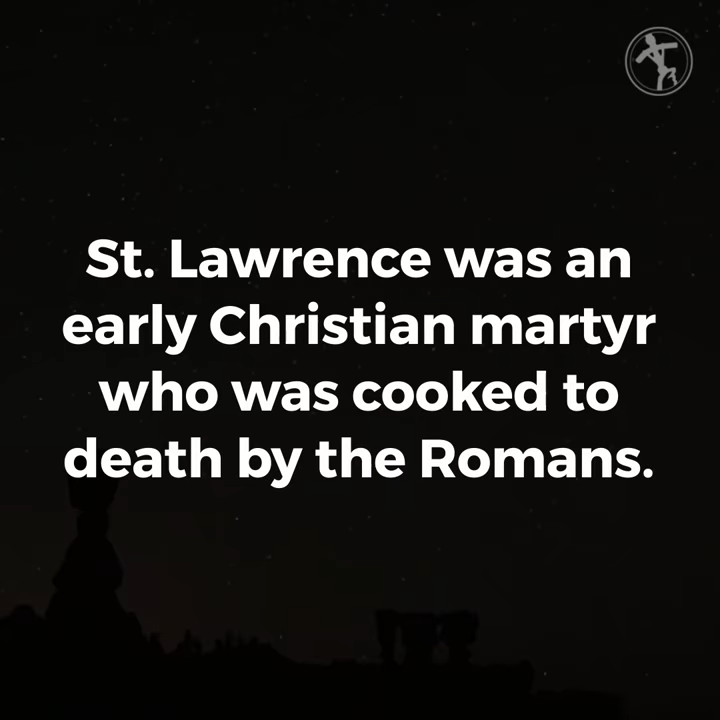 St. Lawrence was an
early Christian martyr
who was cooked to
death by the Romans.